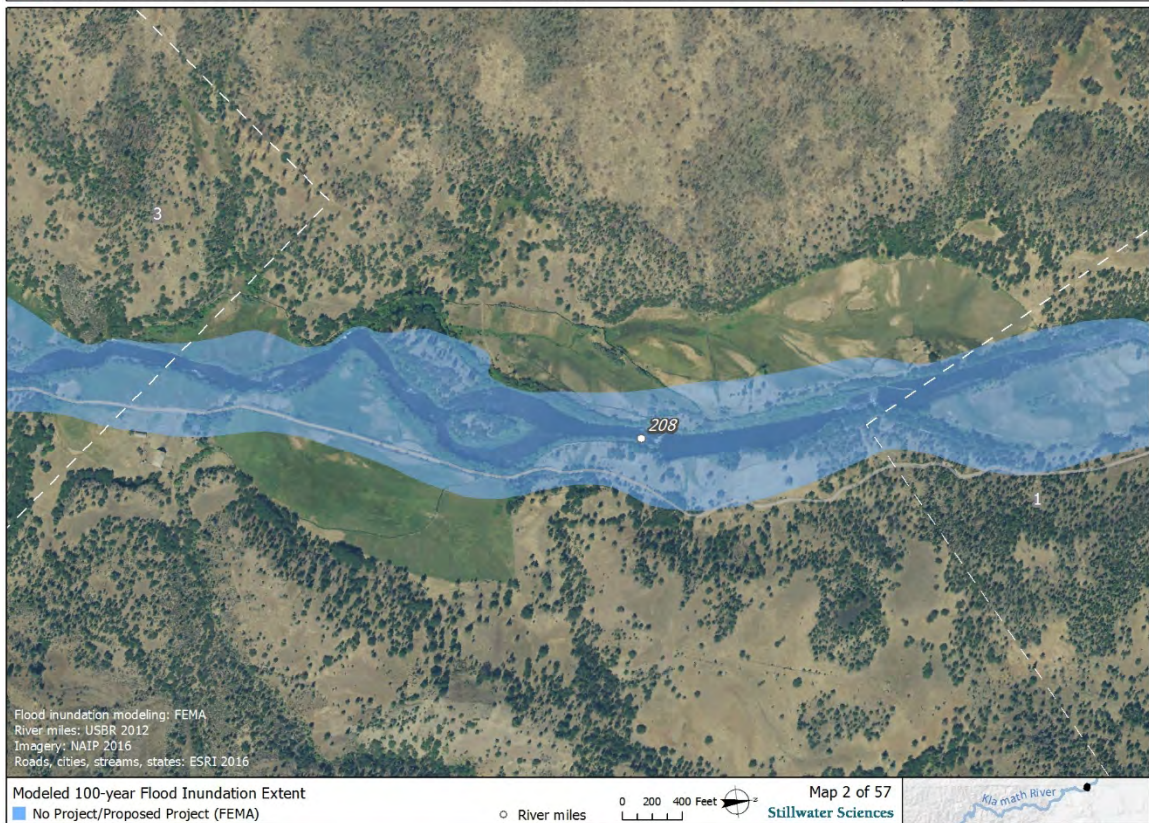 3
208
1
Flood inundation modeling: FEMA
River miles: USBR 2012
Imagery: NAIP 2016
Roads, cities, streams, states: ESRI 2016
Modeled 100-year Flood Inundation Extent
No Project/Proposed Project (FEMA)
River miles
0 200 400 Feet
z
Map 2 of 57
Stillwater Sciences
Klamath River